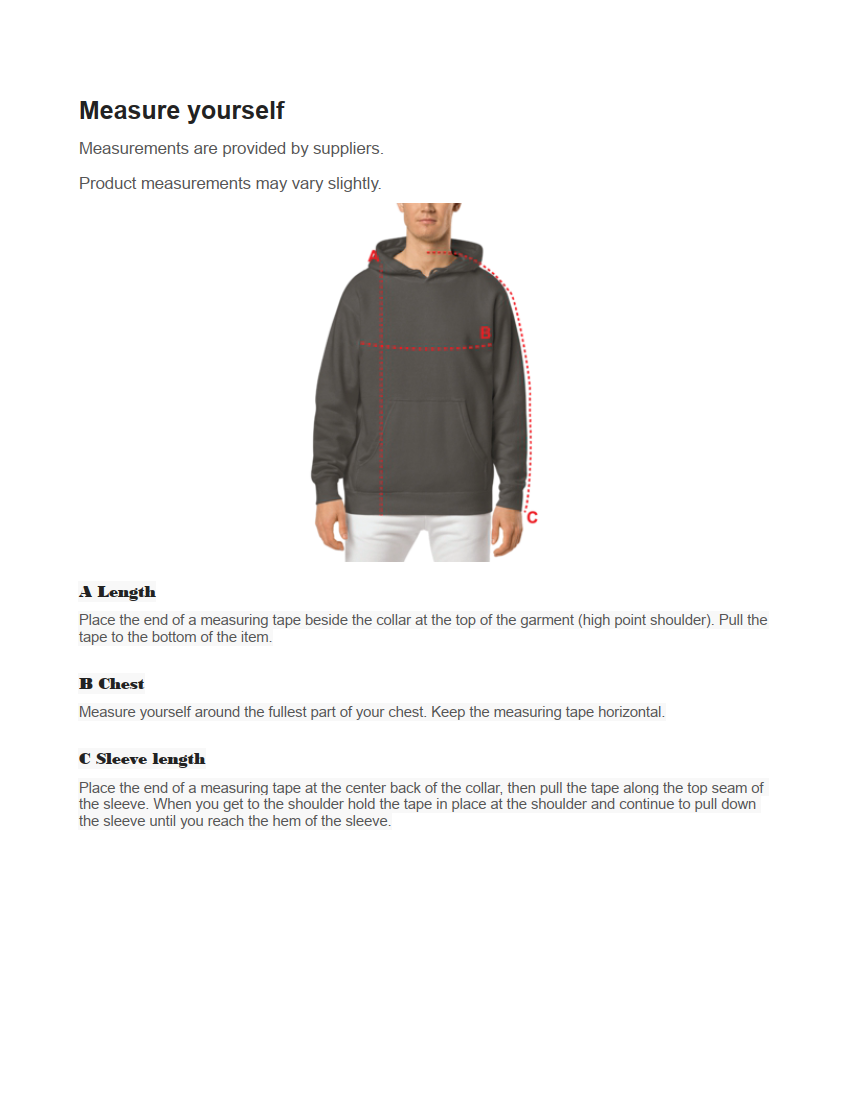 Measure yourself
Measurements are provided by suppliers.
Product measurements may vary slightly.
A
B
C
A Length
Place the end of a measuring tape beside the collar at the top of the garment (high point shoulder). Pull the
tape to the bottom of the item.
B Chest
Measure yourself around the fullest part of your chest. Keep the measuring tape horizontal.
C Sleeve length
Place the end of a measuring tape at the center back of the collar, then pull the tape along the top seam of
the sleeve. When you get to the shoulder hold the tape in place at the shoulder and continue to pull down
the sleeve until you reach the hem of the sleeve.